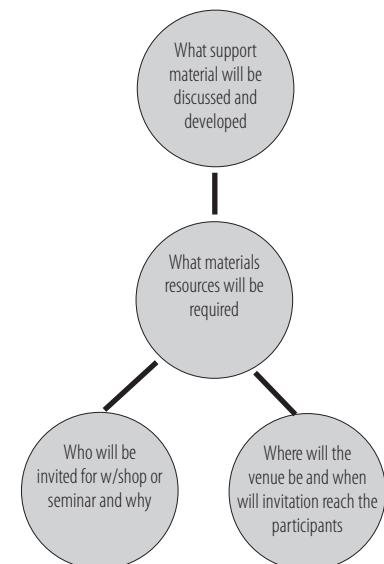 What support
material will be
discussed and
developed
What materials
resources will be
required
Who will be
invited for w/shop or
seminar and why
Where will the
venue be and when
will invitation reach the
participants